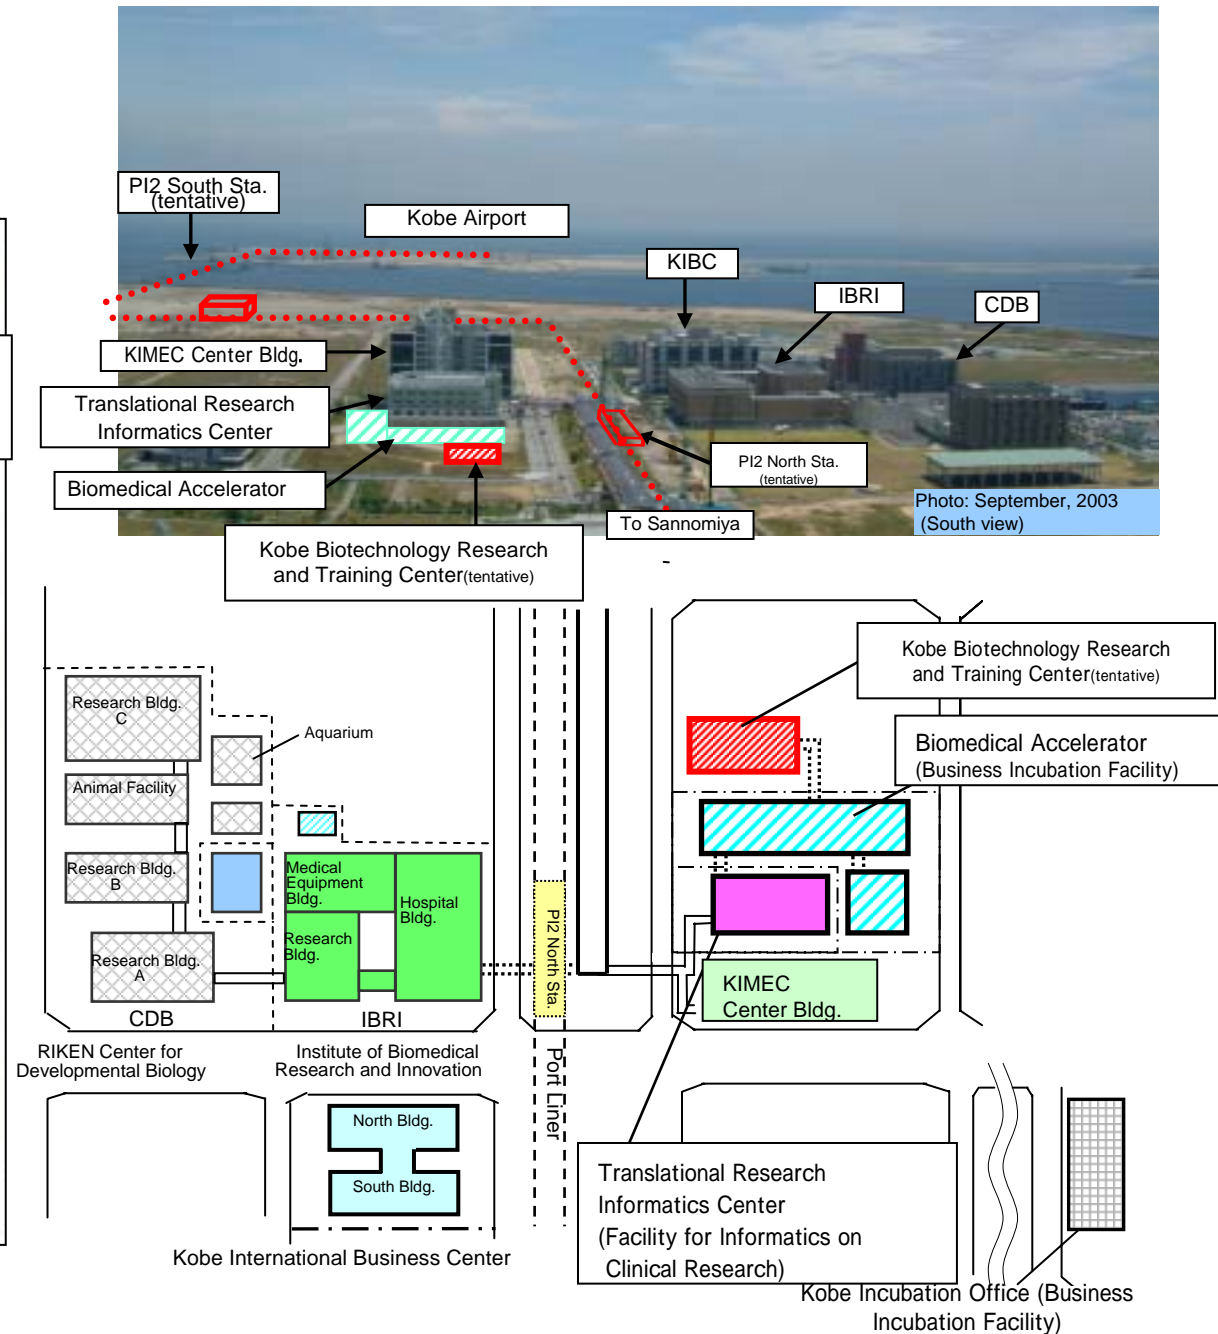 PI2 South Sta.
(tentative)
Kobe Airport
KIBC
IBRI
CDB
KIMEC Center Bldg.
Translational Research
Informatics Center
Biomedical Accelerator
PI2 North Sta.
(tentative)
Photo: September, 2003
(South view)
To Sannomiya
Kobe Biotechnology Research
and Training Center(tentative)
Kobe Biotechnology Research
and Training Center(tentative)
Research Bldg.
C
Aquarium
Biomedical Accelerator
(Business Incubation Facility)
Animal Facility
Research Bldg.
B
Medical
Equipment
Bldg.
Hospital
Bldg.
Research
Bldg.
PI2 North Sta.
Research Bldg.
A
KIMEC
Center Bldg.
CDB
IBRI
RIKEN Center for
Developmental Biology
Institute of Biomedical
Research and Innovation
Port Liner
North Bldg.
South Bldg.
Translational Research
Informatics Center
(Facility for Informatics on
Clinical Research)
Kobe International Business Center
Kobe Incubation Office (Business
Incubation Facility)